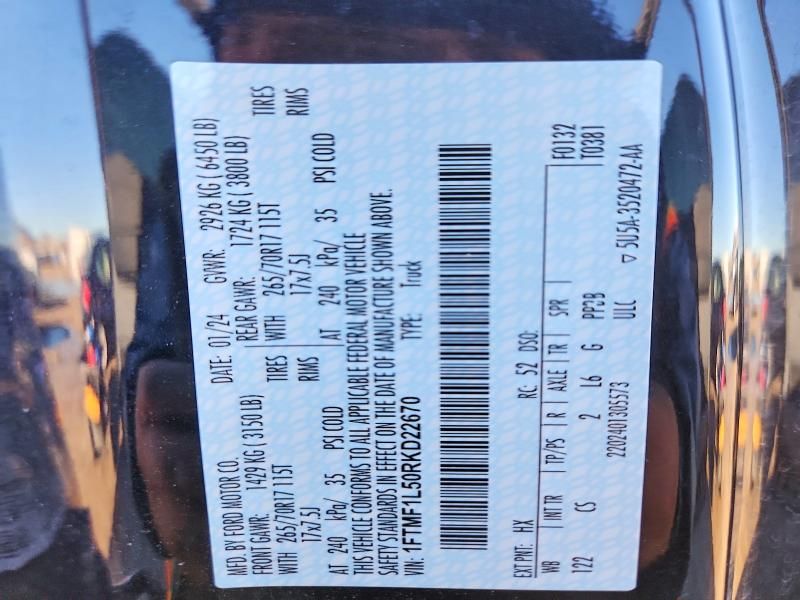 MFD. BY FORD MOTOR CO.
DATE: 01/24 GVWR: 2926 KG ( 6450 LB)
FRONT GAWR: 1429 KG ( 3150 LB) REAR GAWR: 1724 KG ( 3800 LB)
WITH 265/70R17 115T TIRES WITH 265/70R17 115T TIRES
17x7.5J RIMS 17x7.5J RIMS
AT 240 kPa/ 35 PSI COLD AT 240 kPa/ 35 PSI COLD
THIS VEHICLE CONFORMS TO ALL APPLICABLE FEDERAL MOTOR VEHICLE
SAFETY STANDARDS IN EFFECT ON THE DATE OF MANUFACTURE SHOWN ABOVE.
VIN: 1FTMF1L50RKD22670 TYPE: Truck
F0132
EXT PNT: HX RC: 52 DSO: T0381
WB INT TR TP/PS R AXLE TR SPR
122 CS 2 L6 G PP2B
2202401305573 ULC ▽ 5U5A-3520472-AA